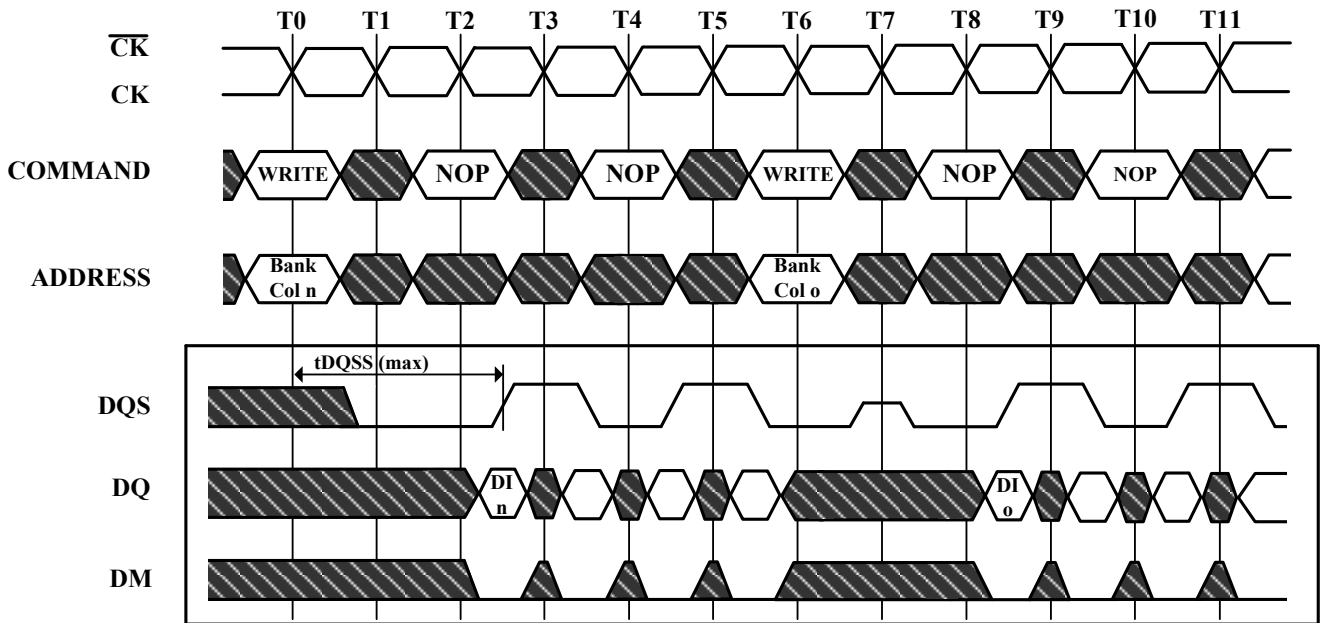 T0 T1 T2 T3 T4 T5 T6 T7 T8 T9 T10 T11
CK
CK
COMMAND WRITE NOP NOP WRITE NOP NOP
ADDRESS Bank Col n Bank Col o
tDQSS (max)
DQS
DQ DI n DI o
DM